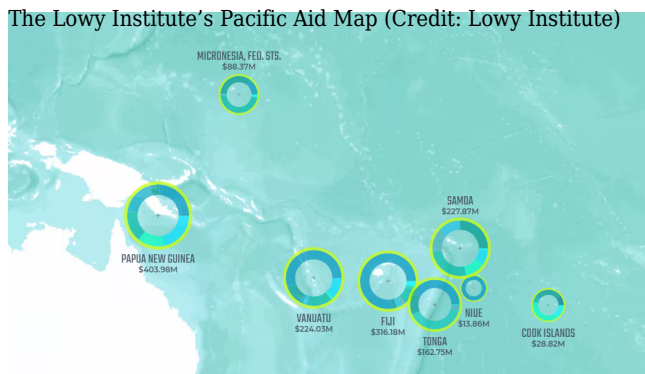 The Lowy Institute’s Pacific Aid Map (Credit: Lowy Institute)
MICRONESIA, FED. STS.
$88.37M
SAMOA
$227.87M
PAPUA NEW GUINEA
$403.98M
VANUATU
$224.03M
FIJI
$316.18M
TONGA
$162.75M
NIUE
$13.86M
COOK ISLANDS
$28.82M